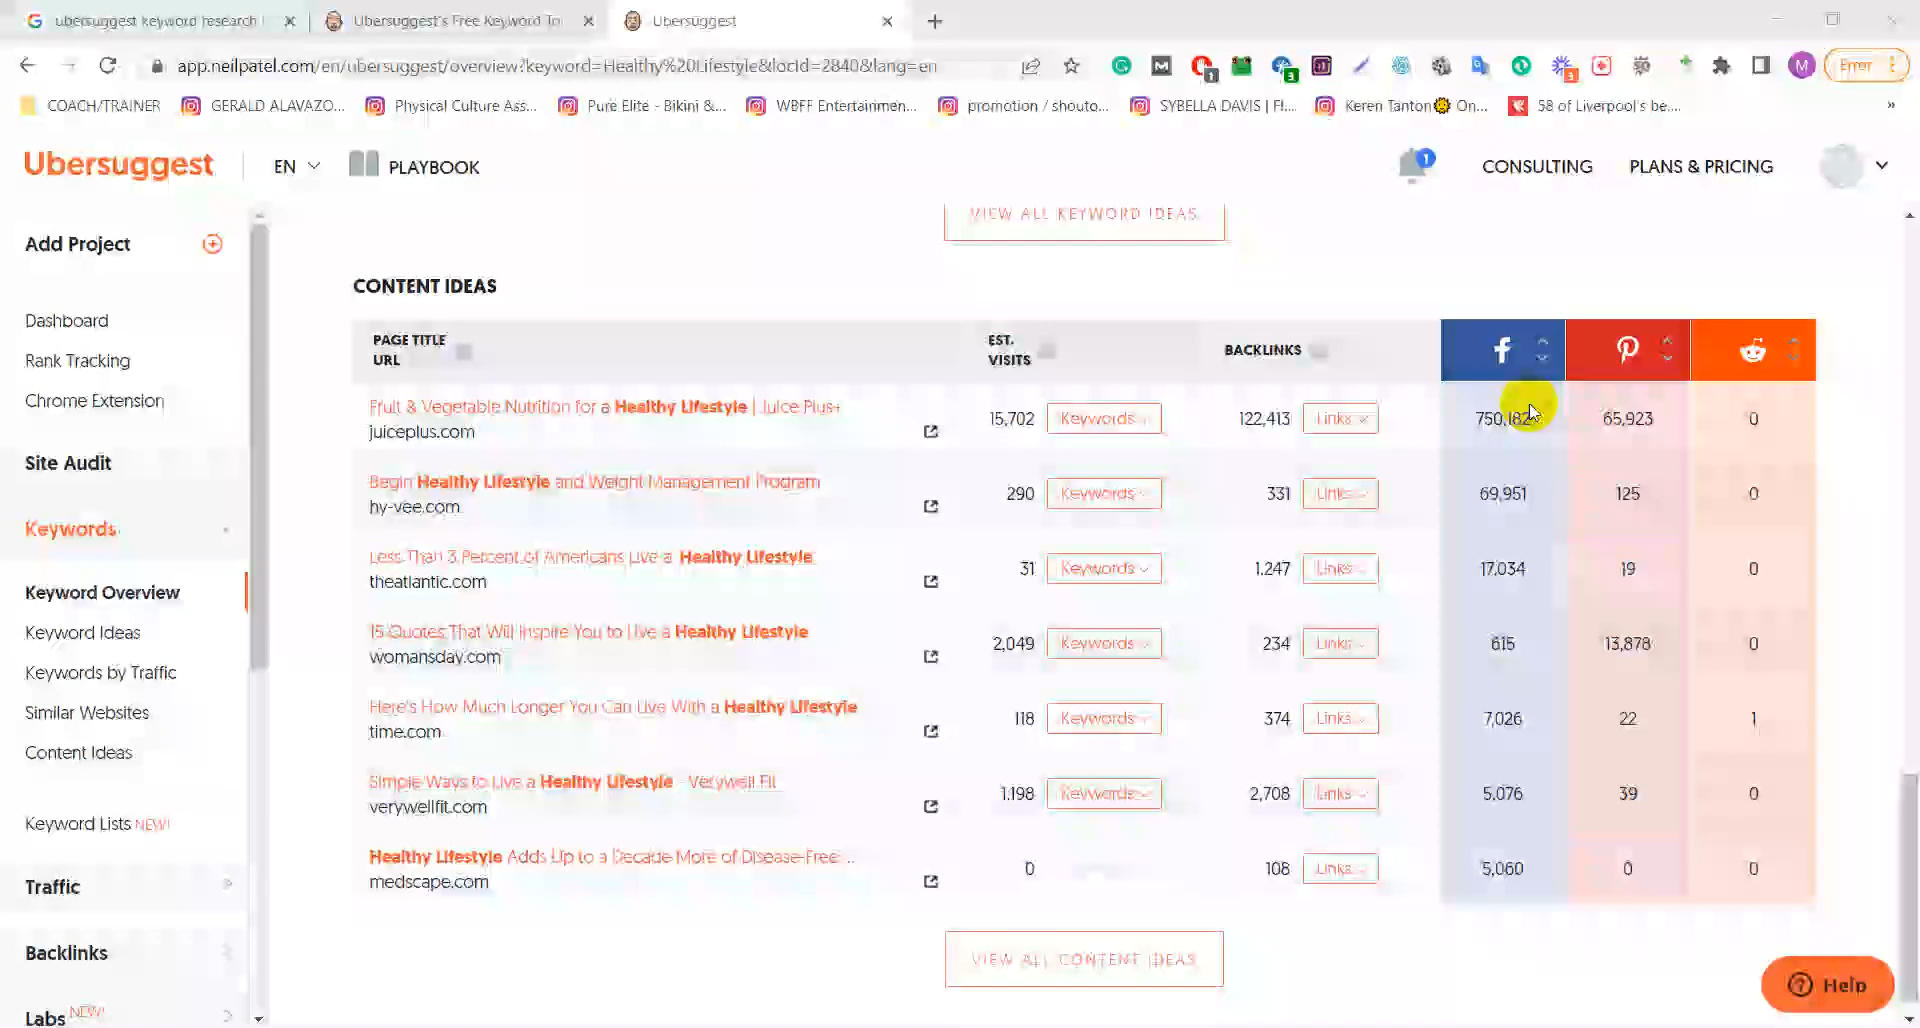 ubersuggest keyword research
Ubersuggest's Free Keyword To
Ubersuggest
app.neilpatel.com/en/ubersuggest/overview?keyword=Healthy%20Lifestyle&locId=2840&lang=en
Error
COACH/TRAINER
GERALD ALAVAZO...
Physical Culture Ass...
Pure Elite - Bikini &...
WBFF Entertainmen...
promotion / shouto...
SYBELLA DAVIS | Fi...
Keren Tanton🌞 On...
58 of Liverpool's be...
Ubersuggest
EN
PLAYBOOK
1
CONSULTING
PLANS & PRICING
Add Project
Dashboard
Rank Tracking
Chrome Extension
Site Audit
Keywords
Keyword Overview
Keyword Ideas
Keywords by Traffic
Similar Websites
Content Ideas
Keyword Lists NEW!
Traffic
Backlinks
Labs NEW!
VIEW ALL KEYWORD IDEAS
CONTENT IDEAS
PAGE TITLE
URL
EST.
VISITS
BACKLINKS
Fruit & Vegetable Nutrition for a Healthy Lifestyle | Juice Plus+
juiceplus.com
15,702 Keywords 122,413 Links 750,182 65,923 0
Begin Healthy Lifestyle and Weight Management Program
hy-vee.com
290 Keywords 331 Links 69,951 125 0
Less Than 3 Percent of Americans Live a Healthy Lifestyle
theatlantic.com
31 Keywords 1,247 Links 17,034 19 0
15 Quotes That Will Inspire You to Live a Healthy Lifestyle
womansday.com
2,049 Keywords 234 Links 615 13,878 0
Here's How Much Longer You Can Live With a Healthy Lifestyle
time.com
118 Keywords 374 Links 7,026 22 1
Simple Ways to Live a Healthy Lifestyle - Verywell Fit
verywellfit.com
1,198 Keywords 2,708 Links 5,076 39 0
Healthy Lifestyle Adds Up to a Decade More of Disease-Free ...
medscape.com
0 108 Links 5,060 0 0
VIEW ALL CONTENT IDEAS
Help